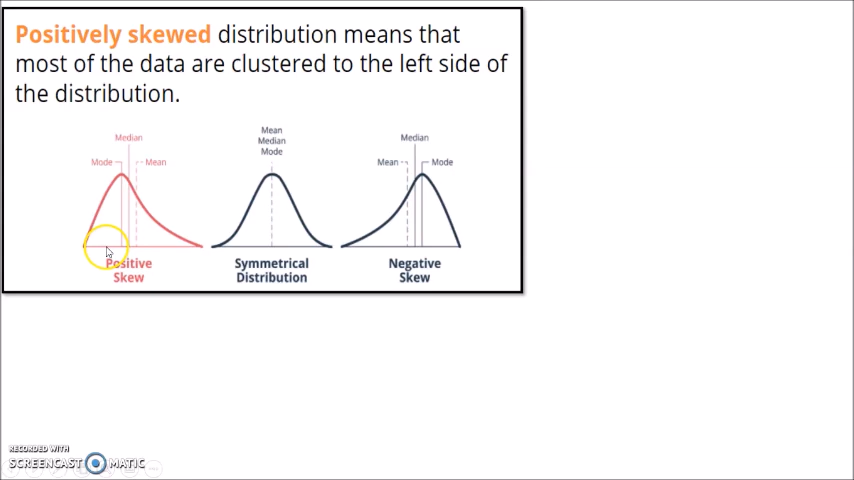 Positively skewed distribution means that
most of the data are clustered to the left side of
the distribution.
Median
Mode
Mean
Mean
Median
Mode
Median
Mean
Mode
Positive
Skew
Symmetrical
Distribution
Negative
Skew
RECORDED WITH
SCREENCAST MATIC